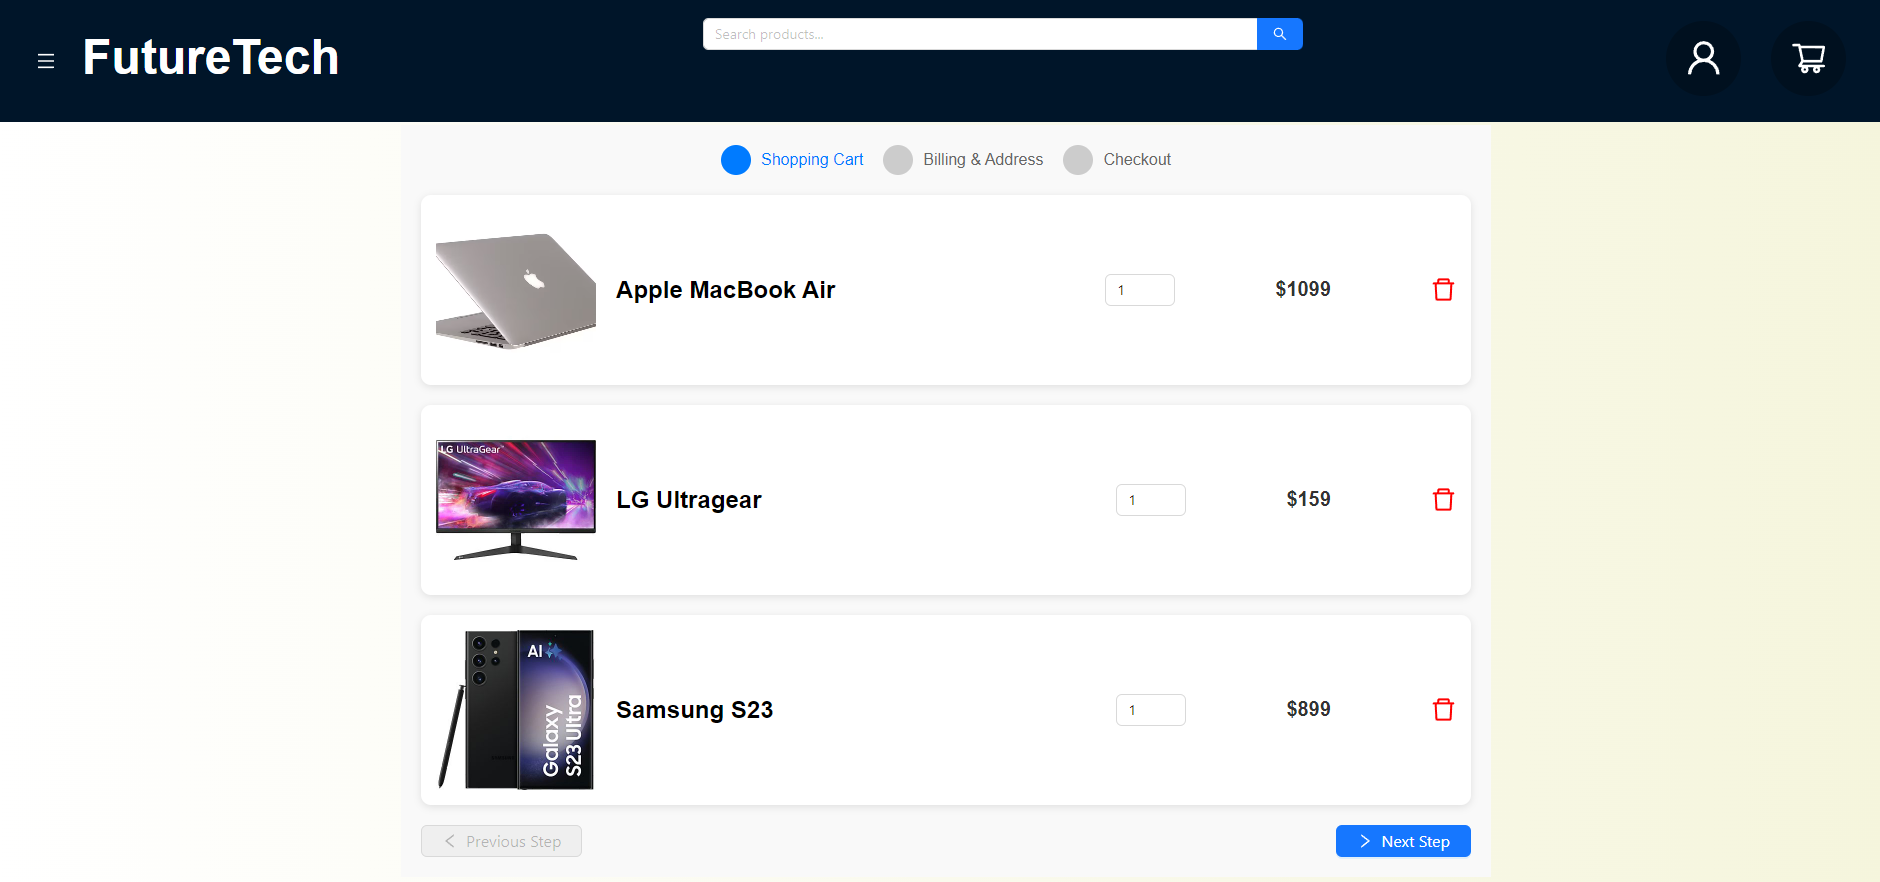 FutureTech
Search products...
Shopping Cart
Billing & Address
Checkout
Apple MacBook Air
1
$1099
LG UltraGear
LG Ultragear
1
$159
AI
Galaxy
S23 Ultra
Samsung S23
1
$899
Previous Step
Next Step